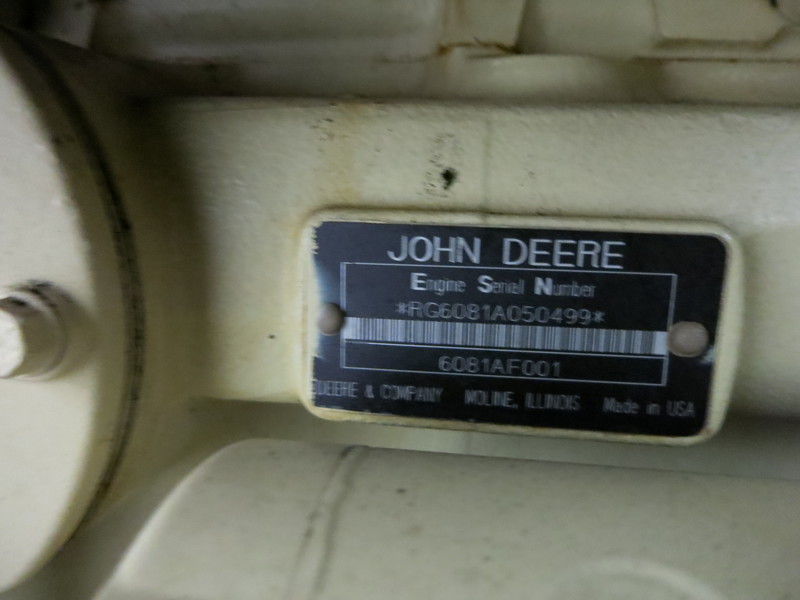 JOHN DEERE
Engine Serial Number
*RG6081A050499*
6081AF001
DEERE & COMPANY MOLINE, ILLINOIS Made in USA